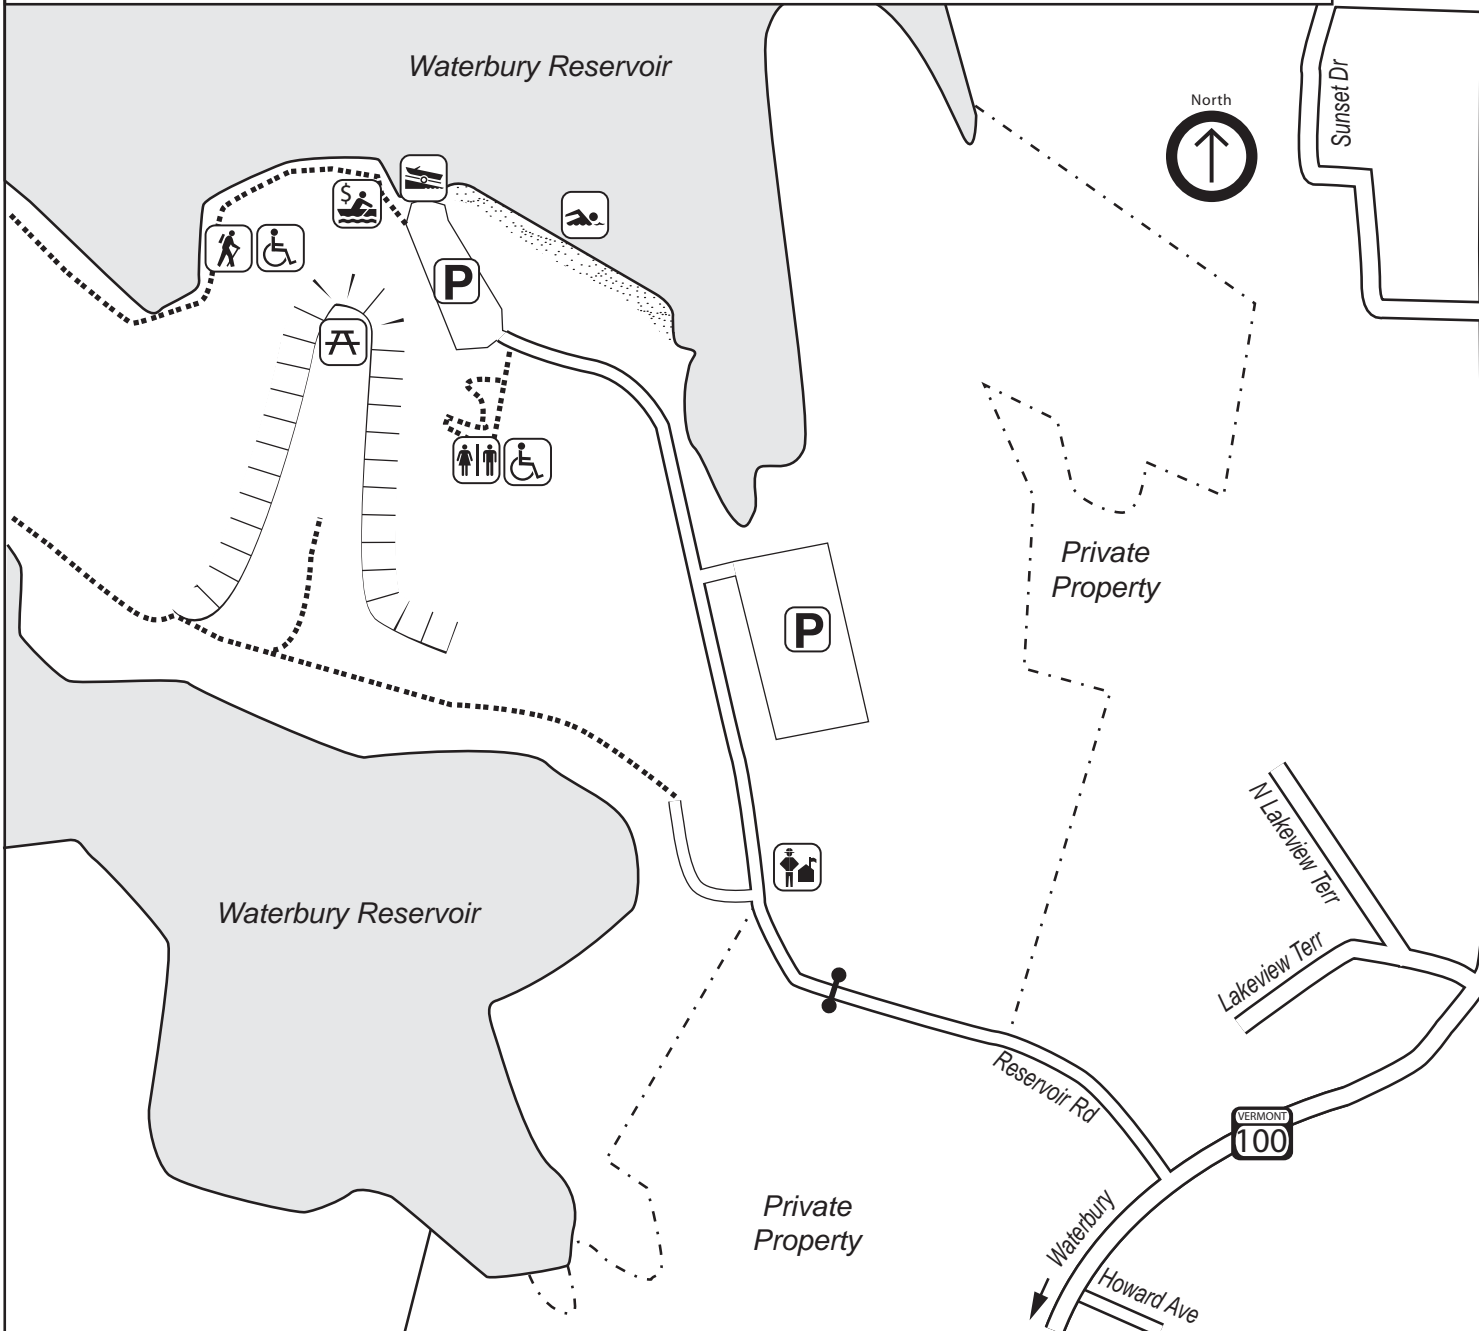 Waterbury Reservoir
Sunset Dr
North
$
P
Private
Property
P
N Lakeview Terr
Waterbury Reservoir
Lakeview Terr
Reservoir Rd
VERMONT
100
Private
Property
Waterbury
Howard Ave